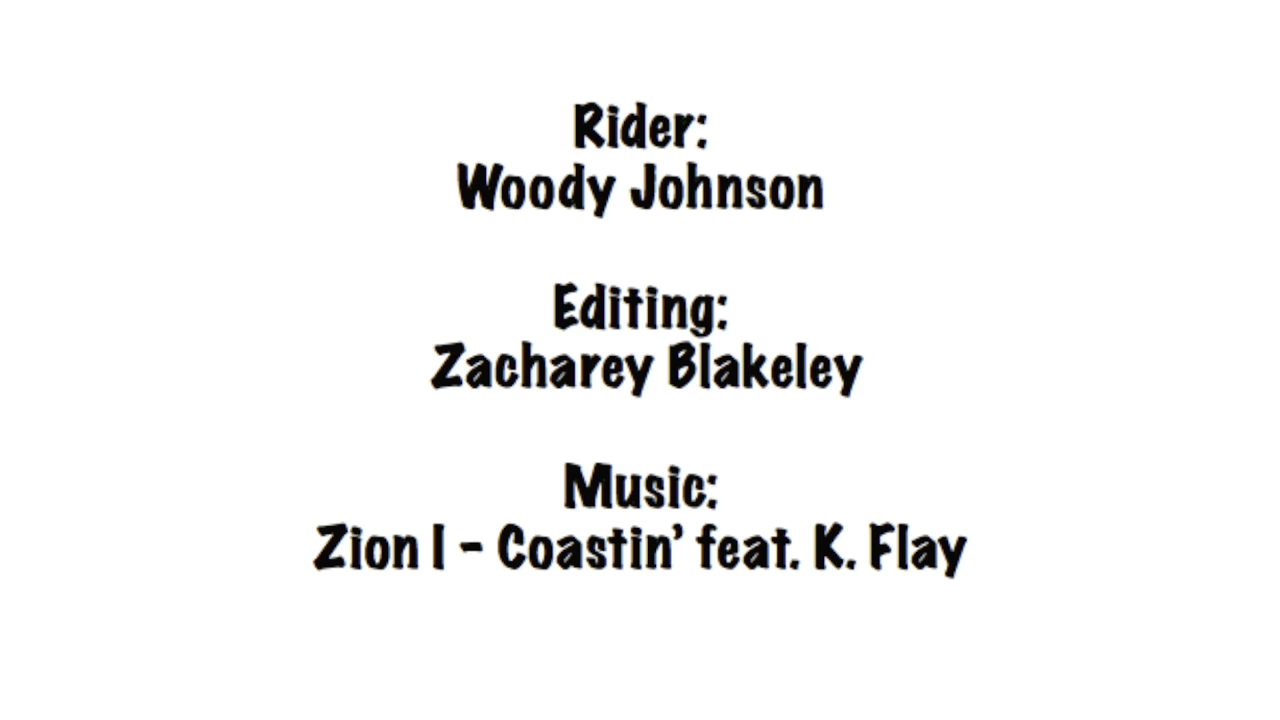 Rider:
Woody Johnson
Editing:
Zacharey Blakeley
Music:
Zion I - Coastin’ feat. K. Flay